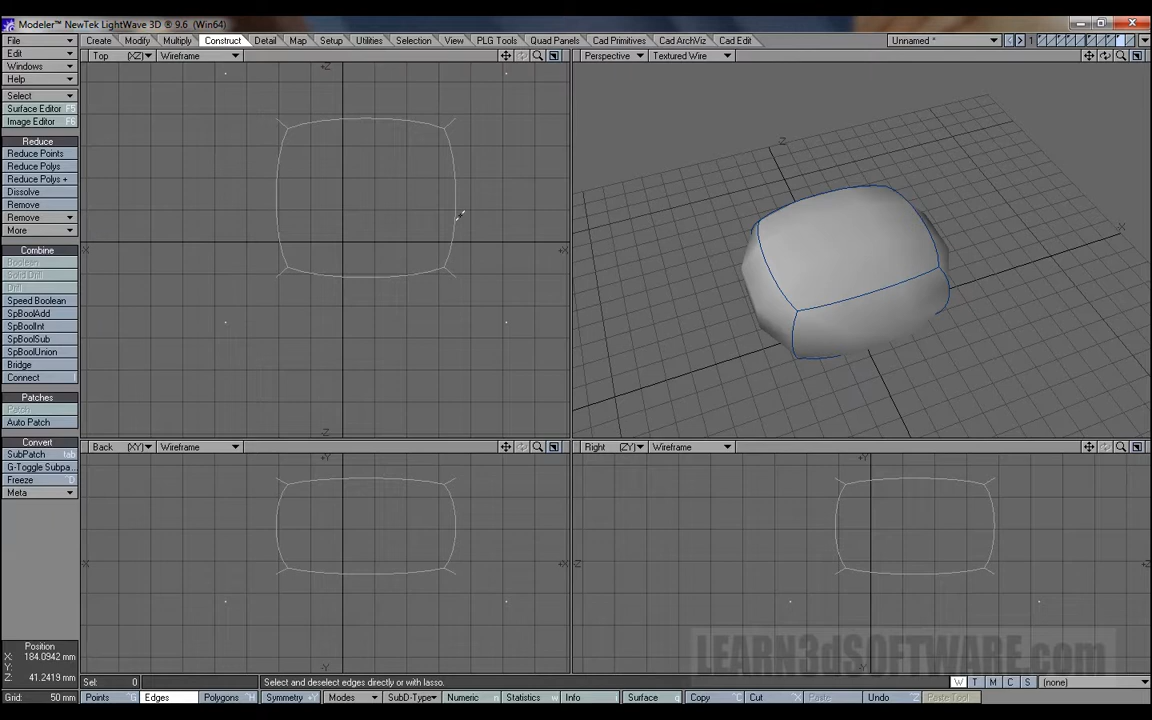 Modeler™ NewTek LightWave 3D ® 9.6 (Win64)
File Create Modify Multiply Construct Detail Map Setup Utilities Selection View PLG Tools Quad Panels Cad Primitives Cad ArchViz Cad Edit Unnamed * 1
Edit
Top (XZ) Wireframe Perspective Textured Wire
Windows
Help
Select
Surface Editor F5
Image Editor F6
Reduce
Reduce Points
Reduce Polys
Reduce Polys +
Dissolve
Remove
Remove
More
Combine
Boolean
Solid Drill
Drill
Speed Boolean
SpBoolAdd
SpBoolInt
SpBoolSub
SpBoolUnion
Bridge
Connect l
Patches
Patch
Auto Patch
Convert
SubPatch tab
G-Toggle Subpa...
Freeze
Meta
Back (XY) Wireframe Right (ZY) Wireframe
Position
X: 184.0942 mm
Y:
Z: 41.2419 mm
LEARN3dSOFTWARE.com
Sel: 0 Select and deselect edges directly or with lasso. W T M C S (none)
Grid: 50 mm Points ^G Edges Polygons ^H Symmetry +Y Modes SubD-Type Numeric n Statistics w Info i Surface q Copy ^C Cut ^X Paste Undo ^Z Paste Tool